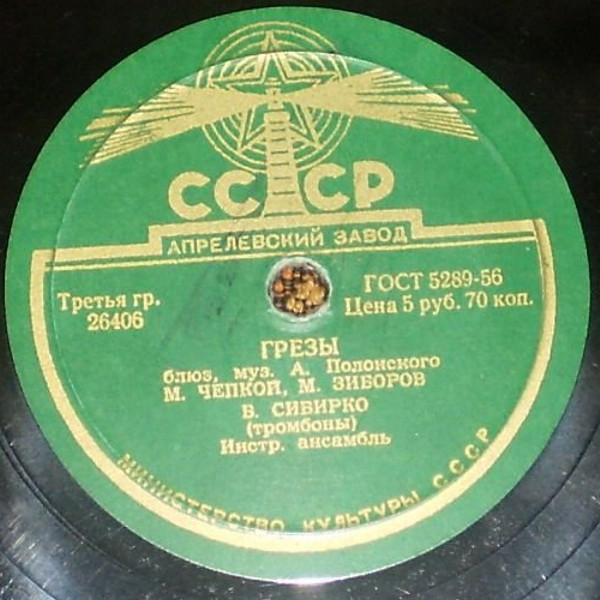 СССР
АПРЕЛЕВСКИЙ ЗАВОД
Третья гр.
26406
ГОСТ 5289-56
Цена 5 руб. 70 коп.
ГРЕЗЫ
блюз, муз. А. Полонского
М. ЧЕПКОЙ, М. ЗИБОРОВ
Б. СИБИРКО
(тромбоны)
Инстр. ансамбль
МИНИСТЕРСТВО КУЛЬТУРЫ СССР